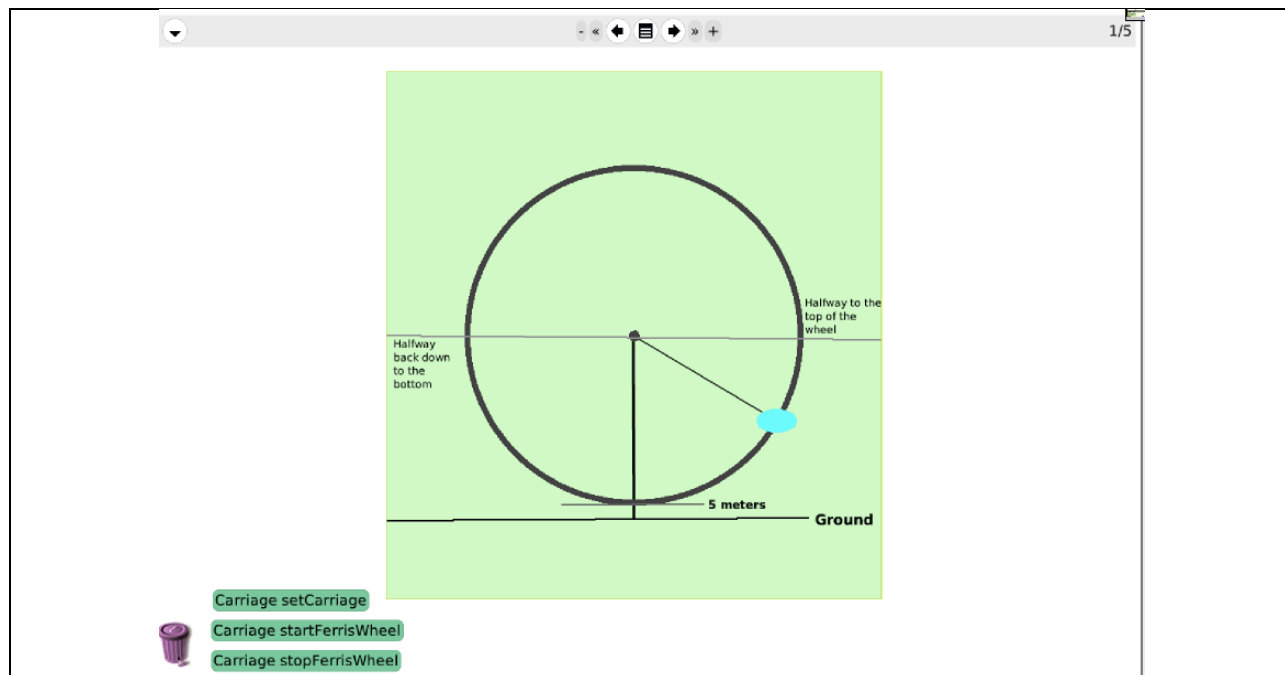 - « » +
1/5
Halfway to the
top of the
wheel
Halfway
back down
to the
bottom
5 meters
Ground
Carriage setCarriage
Carriage startFerrisWheel
Carriage stopFerrisWheel